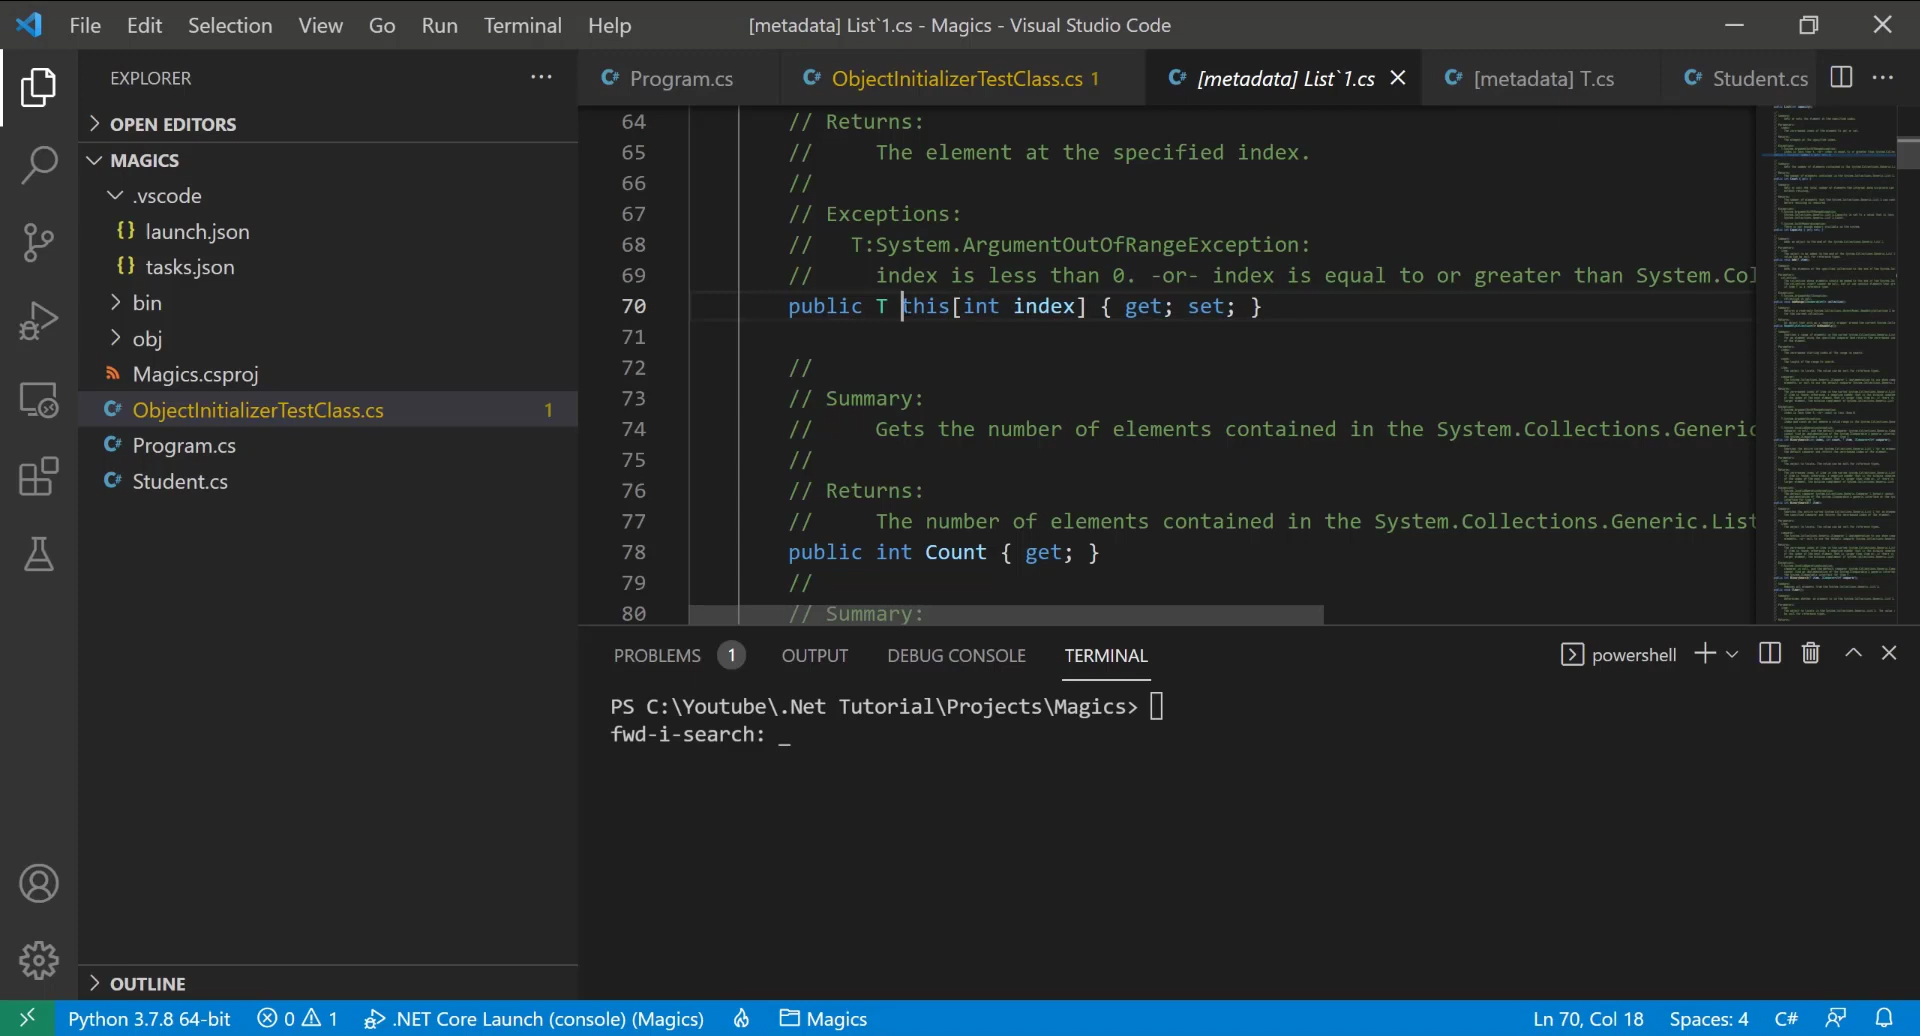 File Edit Selection View Go Run Terminal Help [metadata] List`1.cs - Magics - Visual Studio Code
EXPLORER
OPEN EDITORS
MAGICS
.vscode
{} launch.json
{} tasks.json
bin
obj
Magics.csproj
C# ObjectInitializerTestClass.cs 1
C# Program.cs
C# Student.cs
OUTLINE
C# Program.cs C# ObjectInitializerTestClass.cs 1 C# [metadata] List`1.cs C# [metadata] T.cs C# Student.cs
64 // Returns:
65 // The element at the specified index.
66 //
67 // Exceptions:
68 // T:System.ArgumentOutOfRangeException:
69 // index is less than 0. -or- index is equal to or greater than System.Col
70 public T this[int index] { get; set; }
71
72 //
73 // Summary:
74 // Gets the number of elements contained in the System.Collections.Generic
75 //
76 // Returns:
77 // The number of elements contained in the System.Collections.Generic.List
78 public int Count { get; }
79 //
80 // Summary:
PROBLEMS 1 OUTPUT DEBUG CONSOLE TERMINAL powershell
PS C:\Youtube\.Net Tutorial\Projects\Magics>
fwd-i-search: _
Python 3.7.8 64-bit 0 1 .NET Core Launch (console) (Magics) Magics Ln 70, Col 18 Spaces: 4 C#